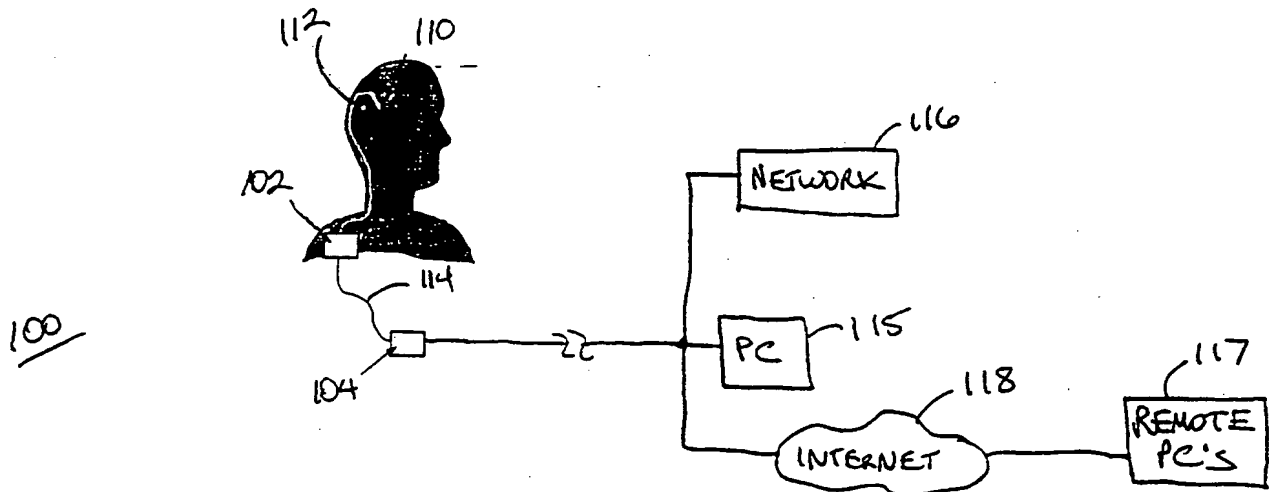 112
110
116
NETWORK
102
114
115
PC
100
104
118
117
INTERNET
REMOTE
PC'S